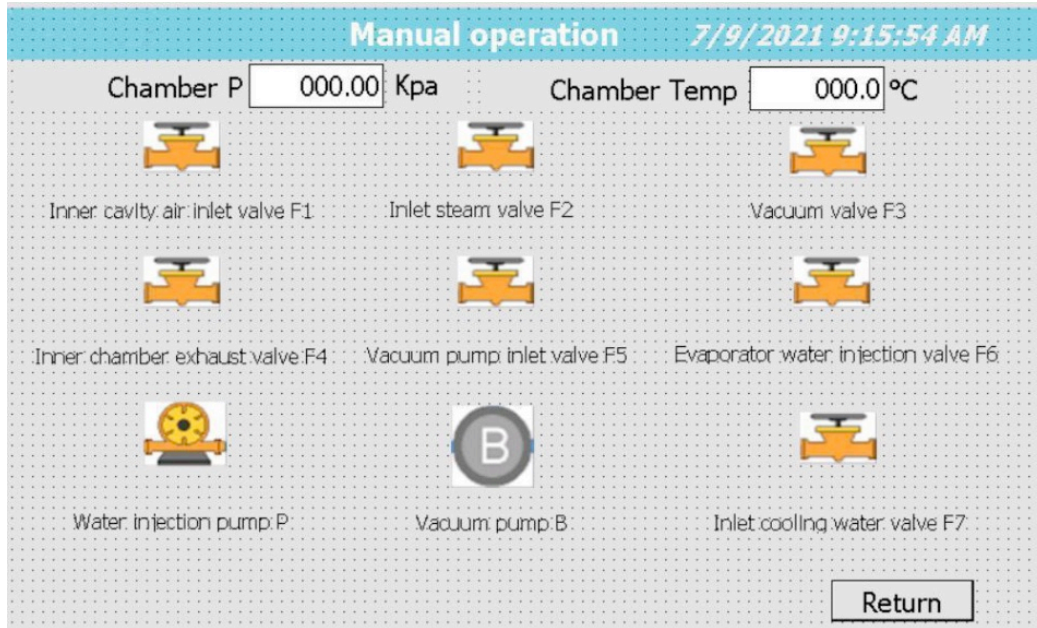 Manual operation 7/9/2021 9:15:54 AM
Chamber P 000.00 Kpa Chamber Temp 000.0 ºC
Inner cavity air inlet valve F1 Inlet steam valve F2 Vacuum valve F3
Inner chamber exhaust valve F4 Vacuum pump inlet valve F5 Evaporator water injection valve F6
B
Water injection pump P Vacuum pump B Inlet cooling water valve F7
Return